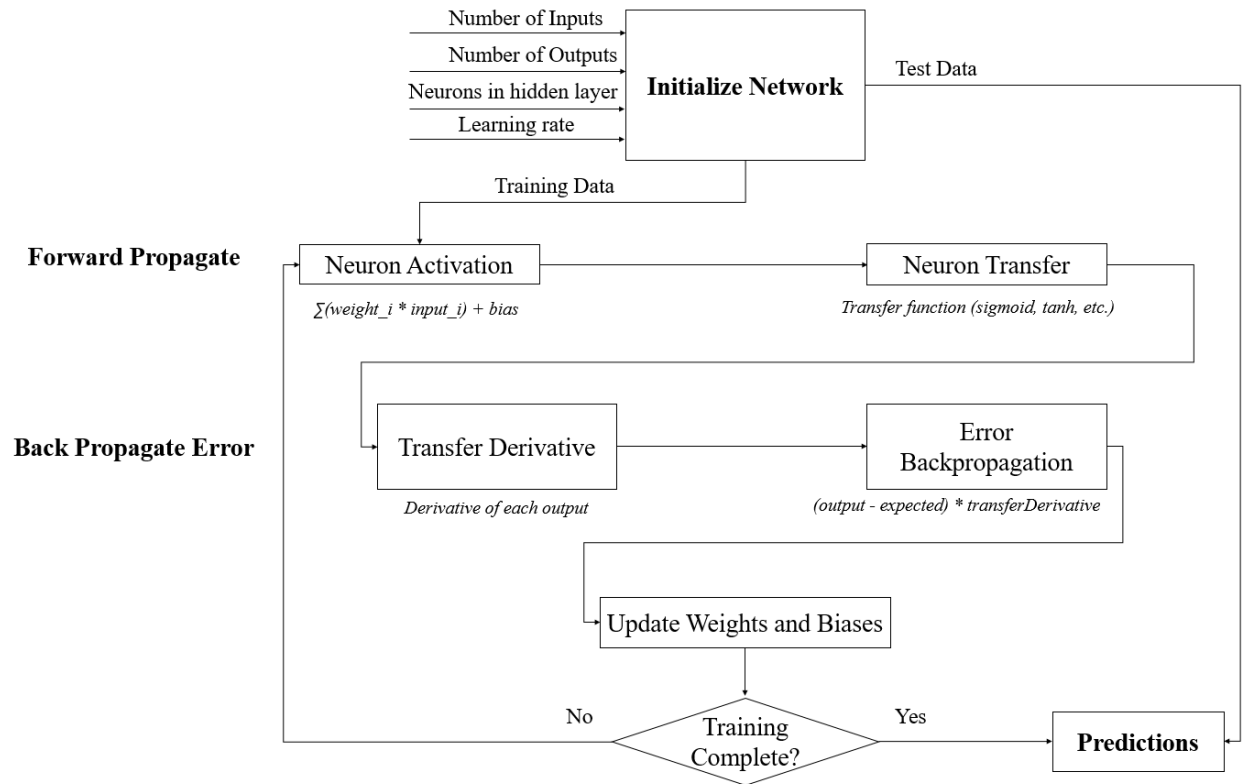 Number of Inputs
Number of Outputs
Neurons in hidden layer
Learning rate
Initialize Network
Test Data
Training Data
Forward Propagate
Neuron Activation
∑(weight_i * input_i) + bias
Neuron Transfer
Transfer function (sigmoid, tanh, etc.)
Back Propagate Error
Transfer Derivative
Derivative of each output
Error
Backpropagation
(output - expected) * transferDerivative
Update Weights and Biases
No
Training
Complete?
Yes
Predictions